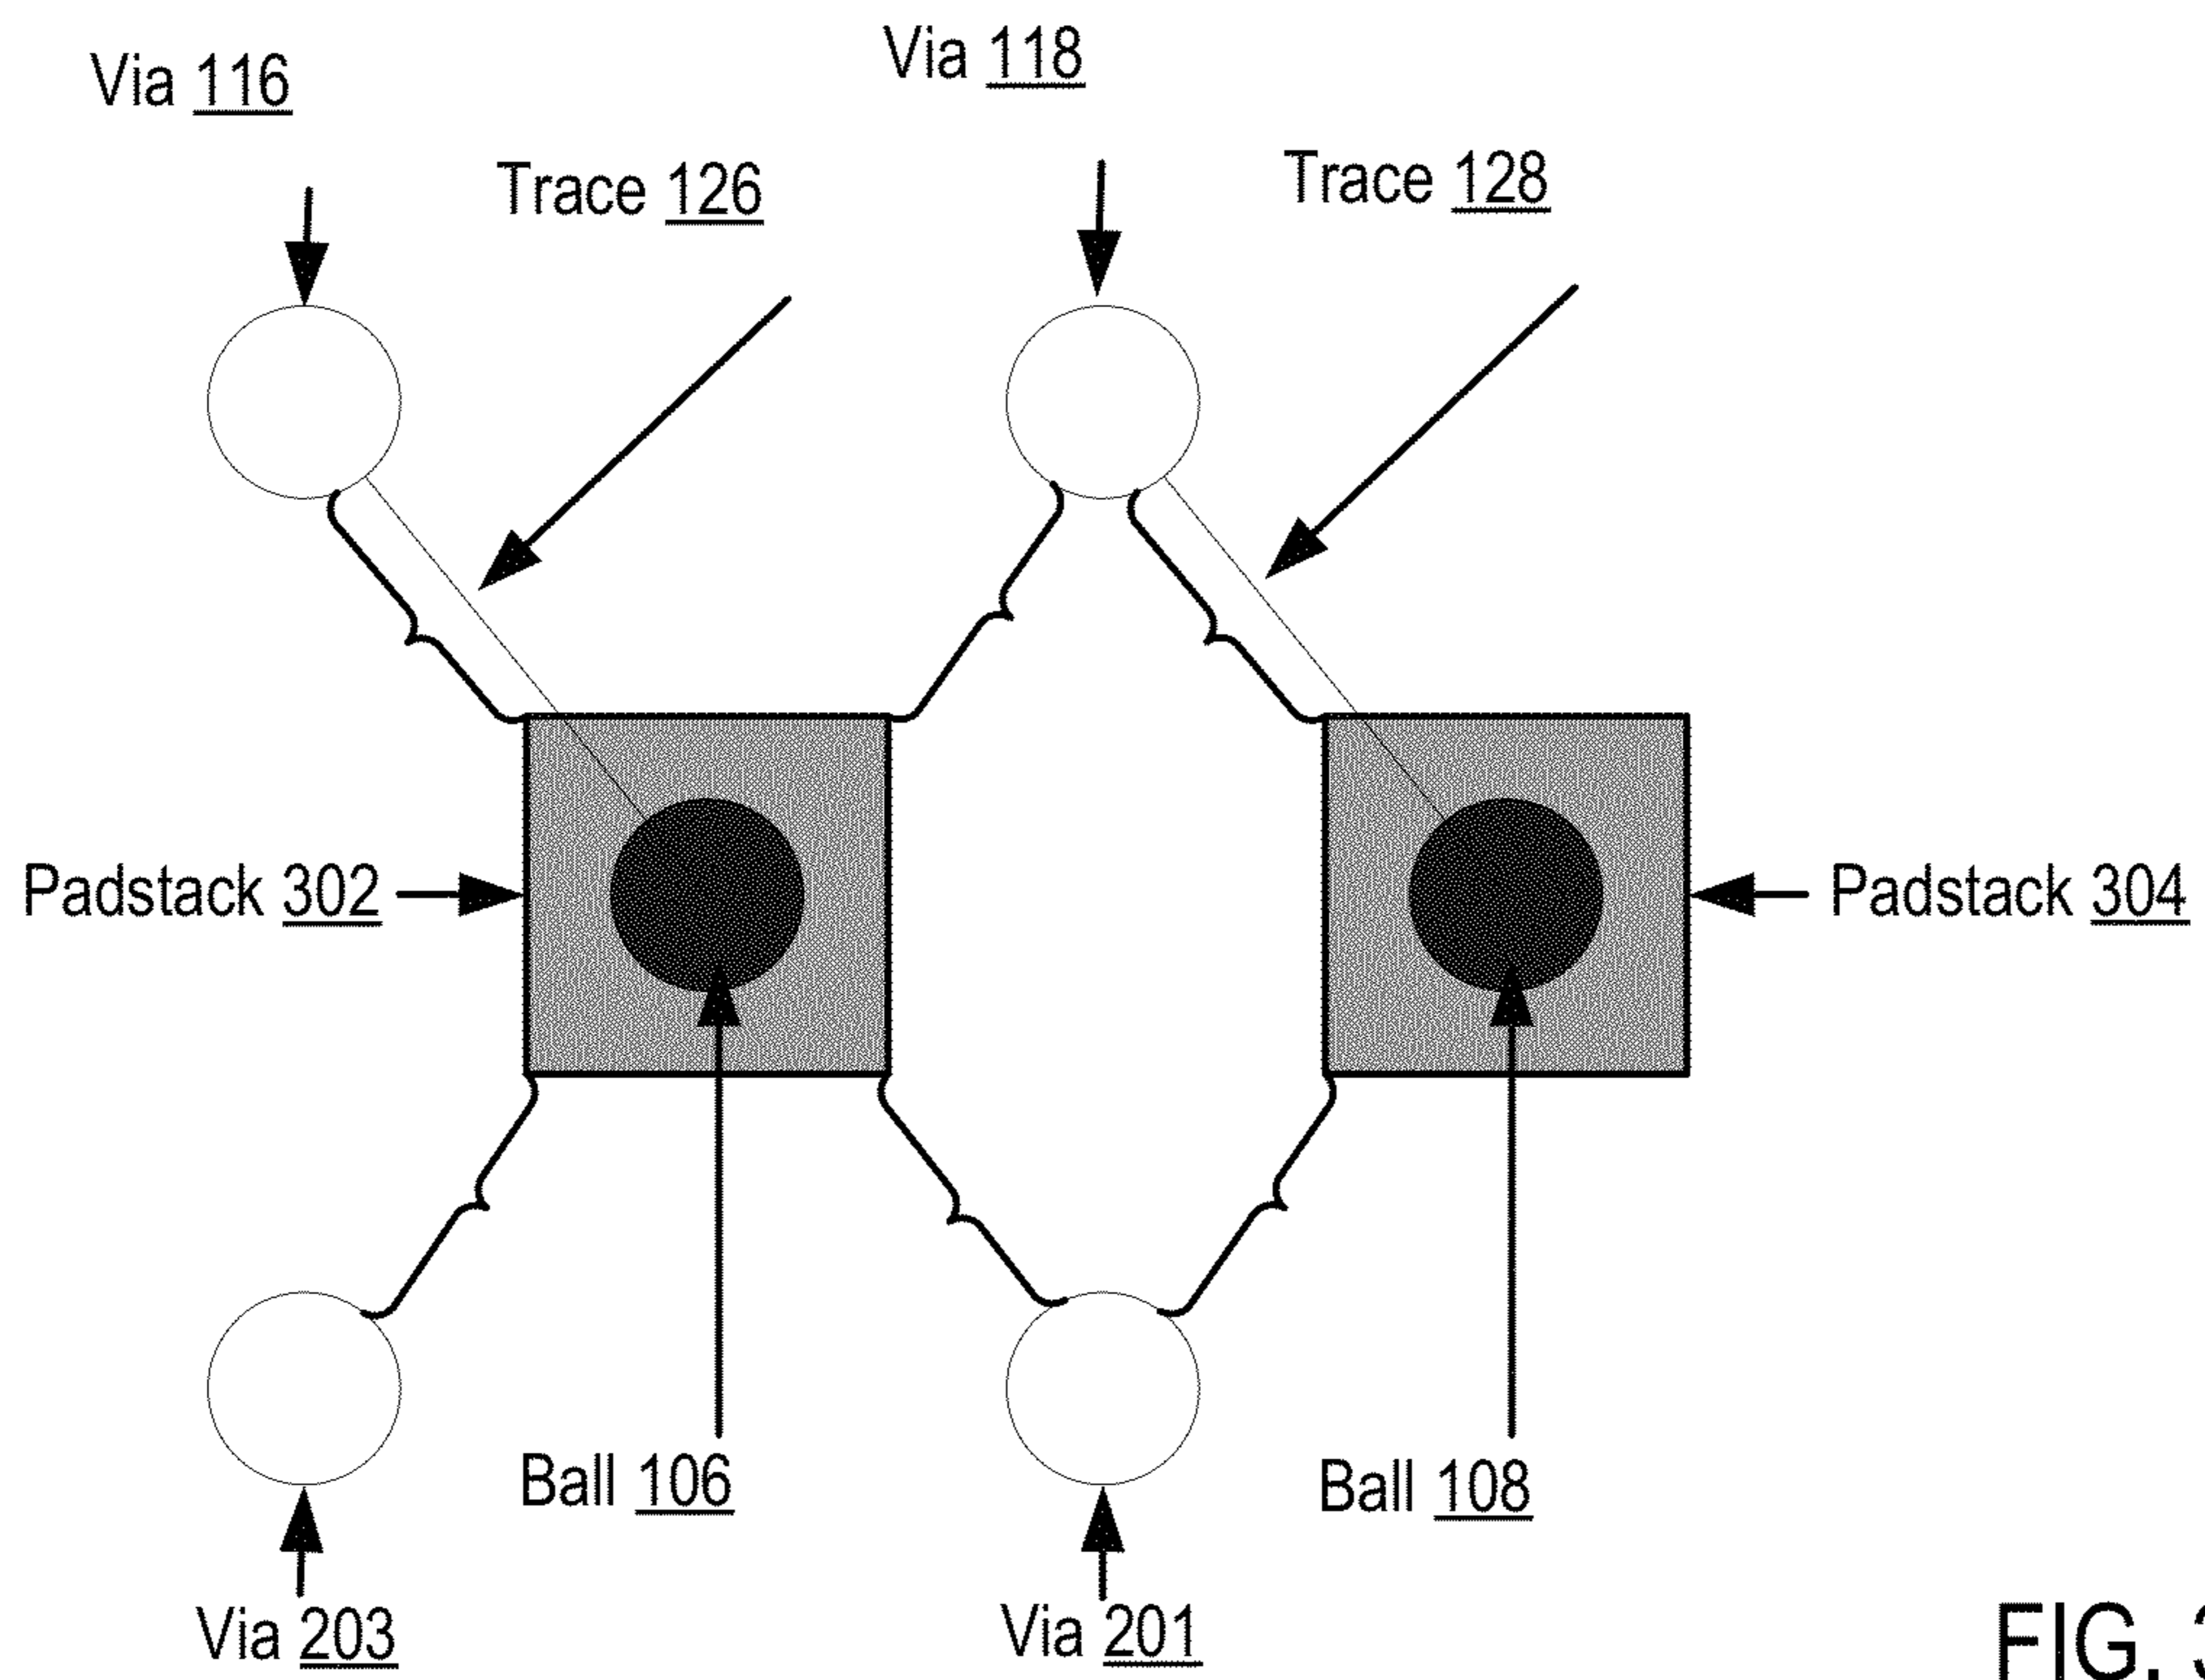 Via 116
Via 118
Trace 126
Trace 128
Padstack 302
Padstack 304
Ball 106
Ball 108
Via 203
Via 201
FIG. 3